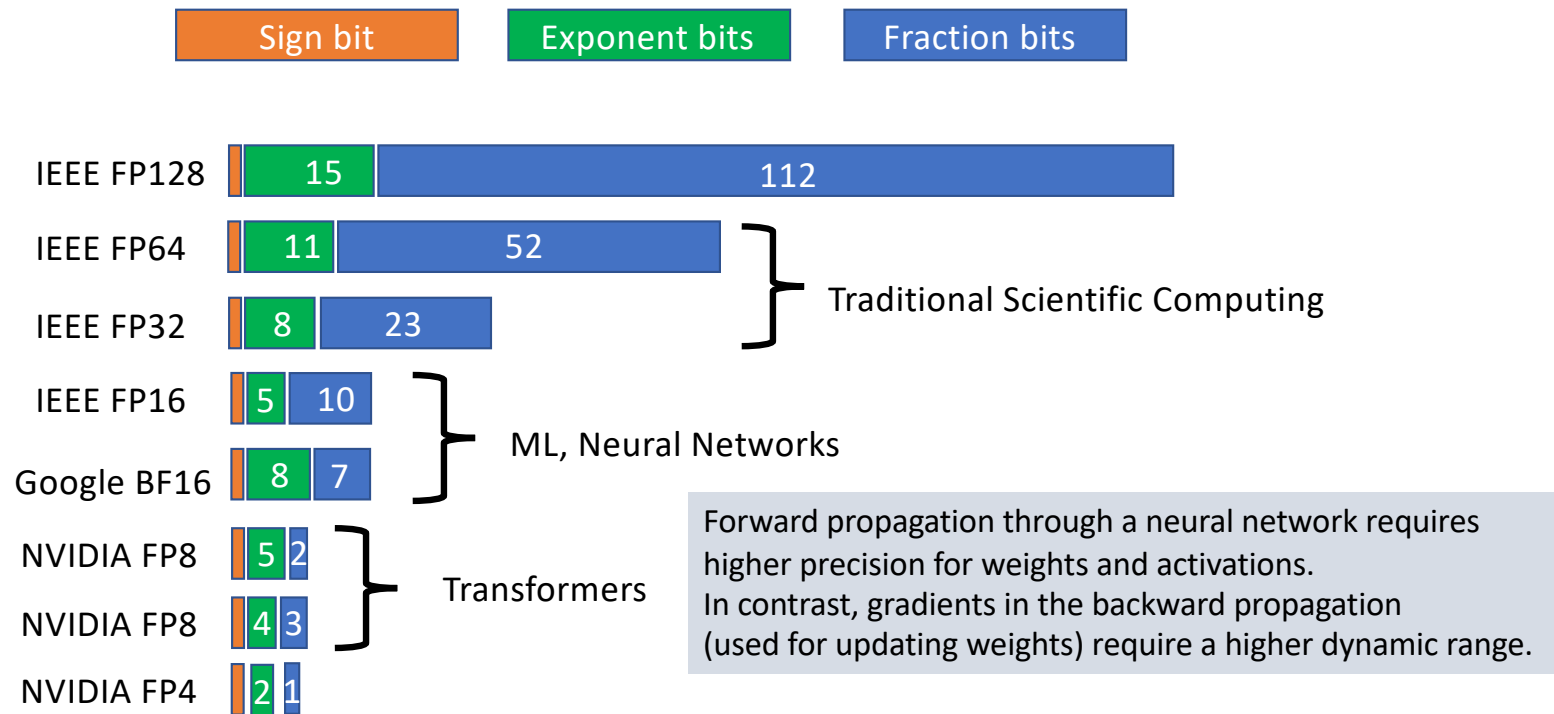 Sign bit Exponent bits Fraction bits
IEEE FP128 15 112
IEEE FP64 11 52
Traditional Scientific Computing
IEEE FP32 8 23
IEEE FP16 5 10
ML, Neural Networks
Google BF16 8 7
NVIDIA FP8 5 2
Transformers
NVIDIA FP8 4 3
NVIDIA FP4 2 1
Forward propagation through a neural network requires
higher precision for weights and activations.
In contrast, gradients in the backward propagation
(used for updating weights) require a higher dynamic range.